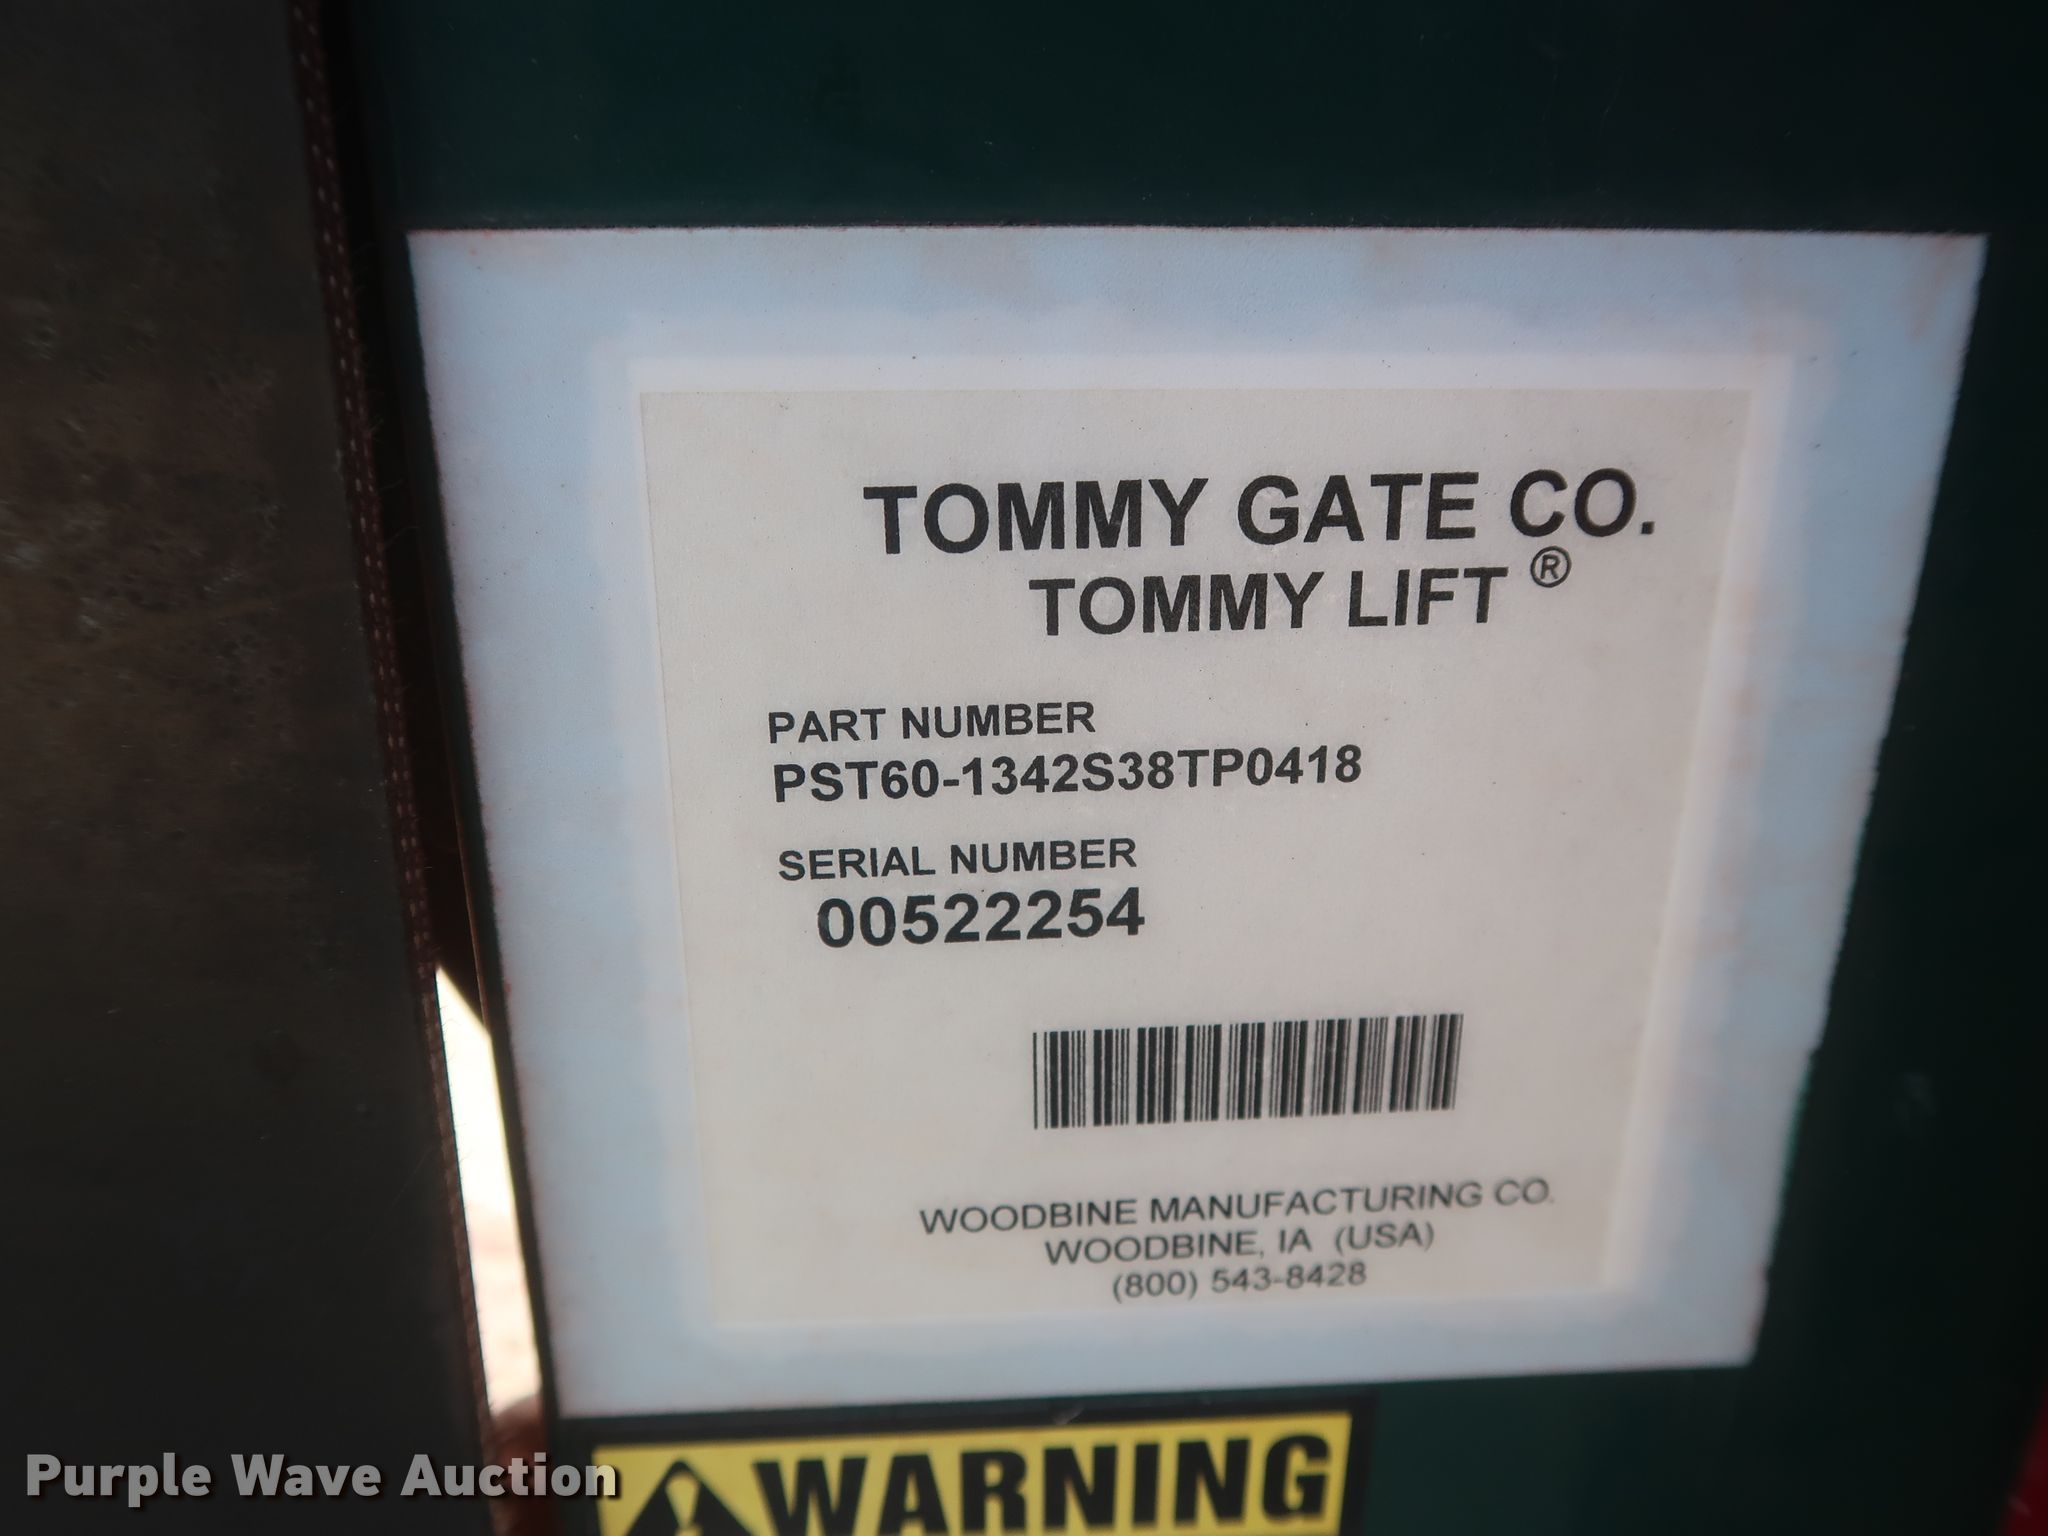 TOMMY GATE CO.
TOMMY LIFT ®
PART NUMBER
PST60-1342S38TP0418
SERIAL NUMBER
00522254
WOODBINE MANUFACTURING CO.
WOODBINE, IA (USA)
(800) 543-8428
WARNING
Purple Wave Auction